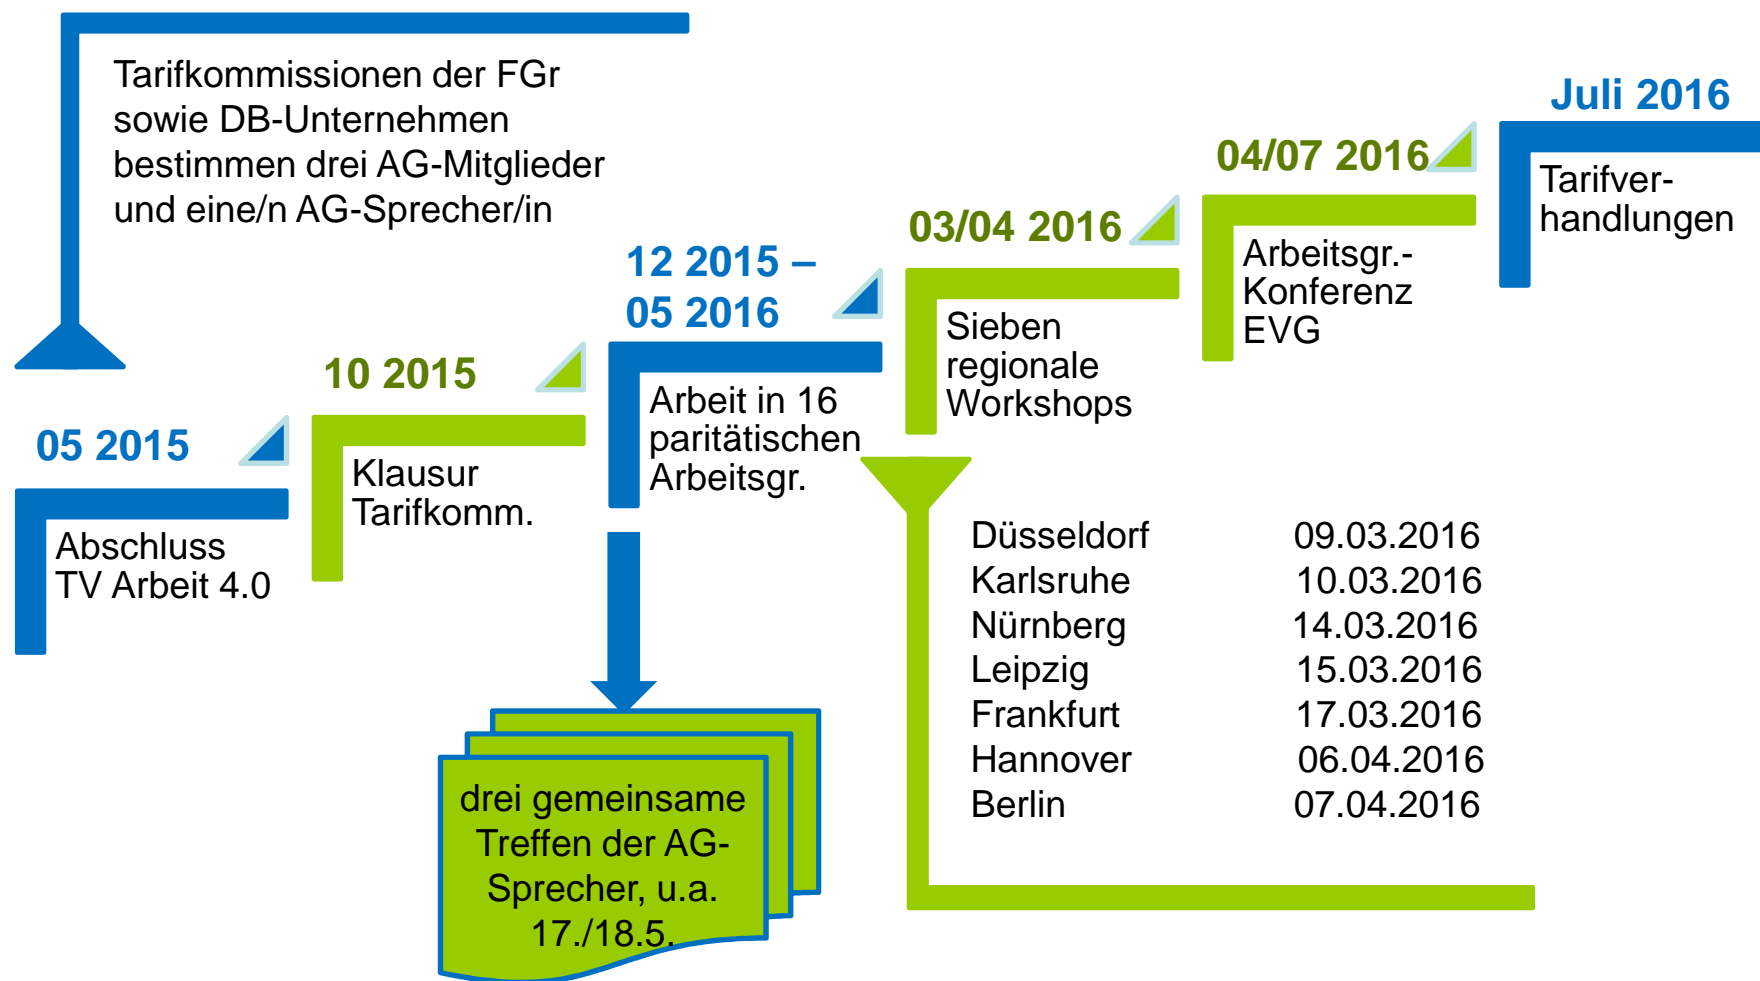 Tarifkommissionen der FGr
sowie DB-Unternehmen
bestimmen drei AG-Mitglieder
und eine/n AG-Sprecher/in
05 2015
Abschluss
TV Arbeit 4.0
10 2015
Klausur
Tarifkomm.
12 2015 –
05 2016
Arbeit in 16
paritätischen
Arbeitsgr.
drei gemeinsame
Treffen der AG-
Sprecher, u.a.
17./18.5.
03/04 2016
Sieben
regionale
Workshops
Düsseldorf 09.03.2016
Karlsruhe 10.03.2016
Nürnberg 14.03.2016
Leipzig 15.03.2016
Frankfurt 17.03.2016
Hannover 06.04.2016
Berlin 07.04.2016
04/07 2016
Arbeitsgr.-
Konferenz
EVG
Juli 2016
Tarifver-
handlungen